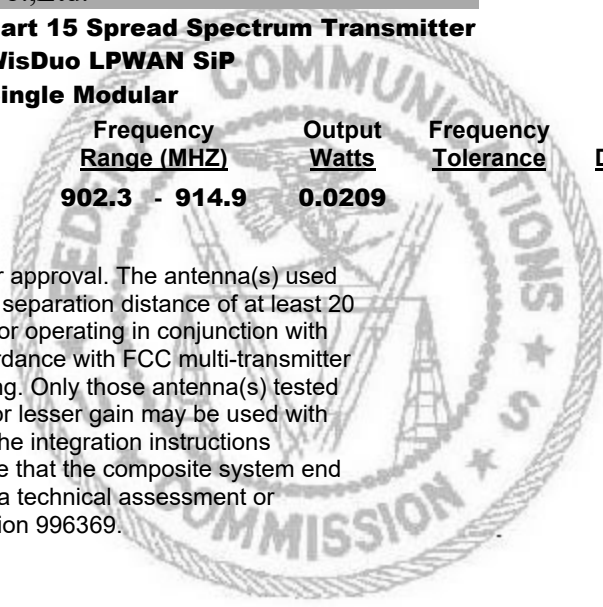 art 15 Spread Spectrum Transmitter
WisDuo LPWAN SiP
ingle Modular
Frequency Output Frequency
Range (MHZ) Watts Tolerance D
902.3 - 914.9 0.0209
r approval. The antenna(s) used
separation distance of at least 20
or operating in conjunction with
rdance with FCC multi-transmitter
ng. Only those antenna(s) tested
or lesser gain may be used with
he integration instructions
e that the composite system end
a technical assessment or
ion 996369.
FEDERAL COMMUNICATIONS COMMISSION